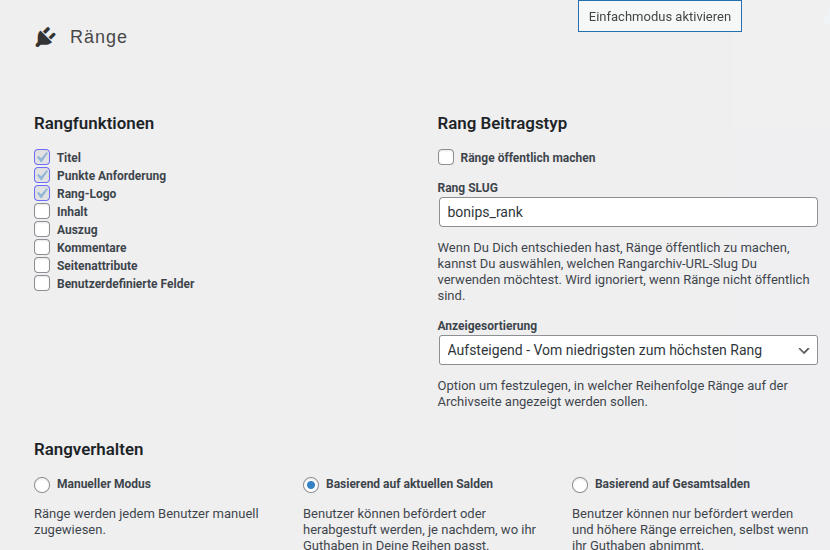 Einfachmodus aktivieren
Ränge
Rangfunktionen
Titel
Punkte Anforderung
Rang-Logo
Inhalt
Auszug
Kommentare
Seitenattribute
Benutzerdefinierte Felder
Rang Beitragstyp
Ränge öffentlich machen
Rang SLUG
bonips_rank
Wenn Du Dich entschieden hast, Ränge öffentlich zu machen,
kannst Du auswählen, welchen Rangarchiv-URL-Slug Du
verwenden möchtest. Wird ignoriert, wenn Ränge nicht öffentlich
sind.
Anzeigesortierung
Aufsteigend - Vom niedrigsten zum höchsten Rang
Option um festzulegen, in welcher Reihenfolge Ränge auf der
Archivseite angezeigt werden sollen.
Rangverhalten
Manueller Modus
Ränge werden jedem Benutzer manuell
zugewiesen.
Basierend auf aktuellen Salden
Benutzer können befördert oder
herabgestuft werden, je nachdem, wo ihr
Guthaben in Deine Reihen passt.
Basierend auf Gesamtsalden
Benutzer können nur befördert werden
und höhere Ränge erreichen, selbst wenn
ihr Guthaben abnimmt.